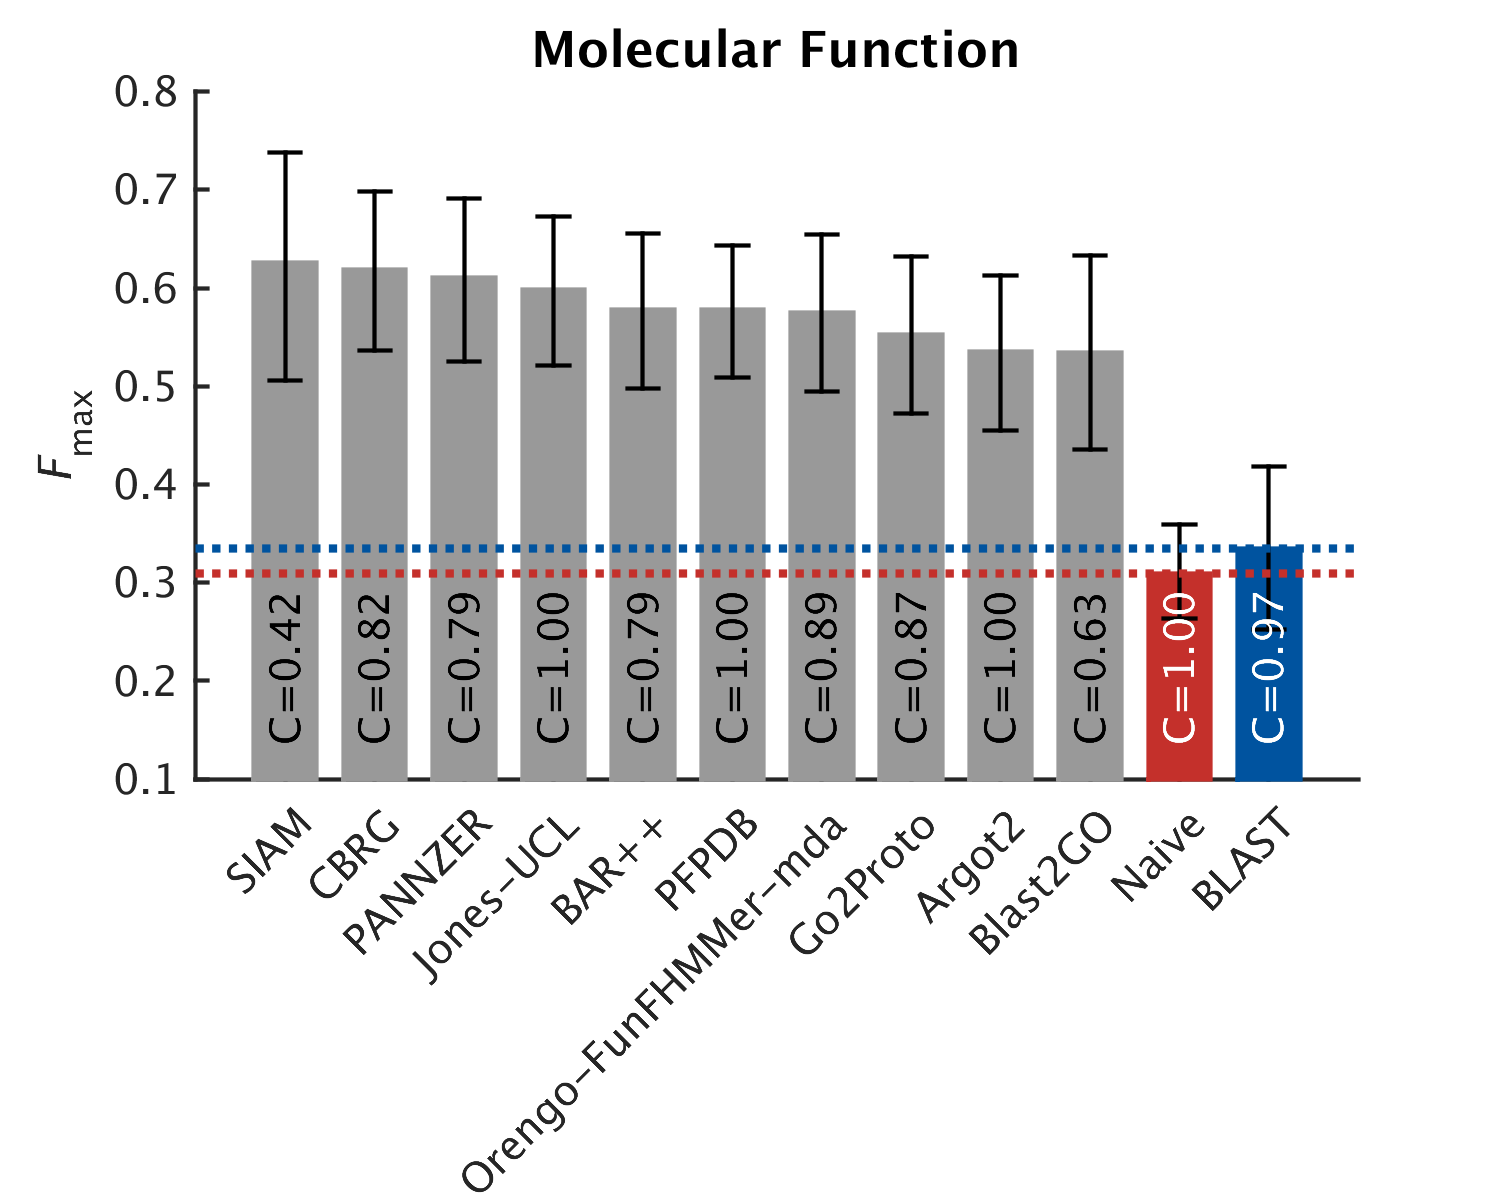 Molecular Function
0.8
0.7
0.6
0.5
0.4
0.3
0.2
0.1
Fmax
C=0.42
C=0.82
C=0.79
C=1.00
C=0.79
C=1.00
C=0.89
C=0.87
C=1.00
C=0.63
C=1.00
C=0.97
SIAM
CBRG
PANNZER
Jones-UCL
BAR++
PFPDB
Orengo-FunFHMMer-mda
Go2Proto
Argot2
Blast2GO
Naive
BLAST